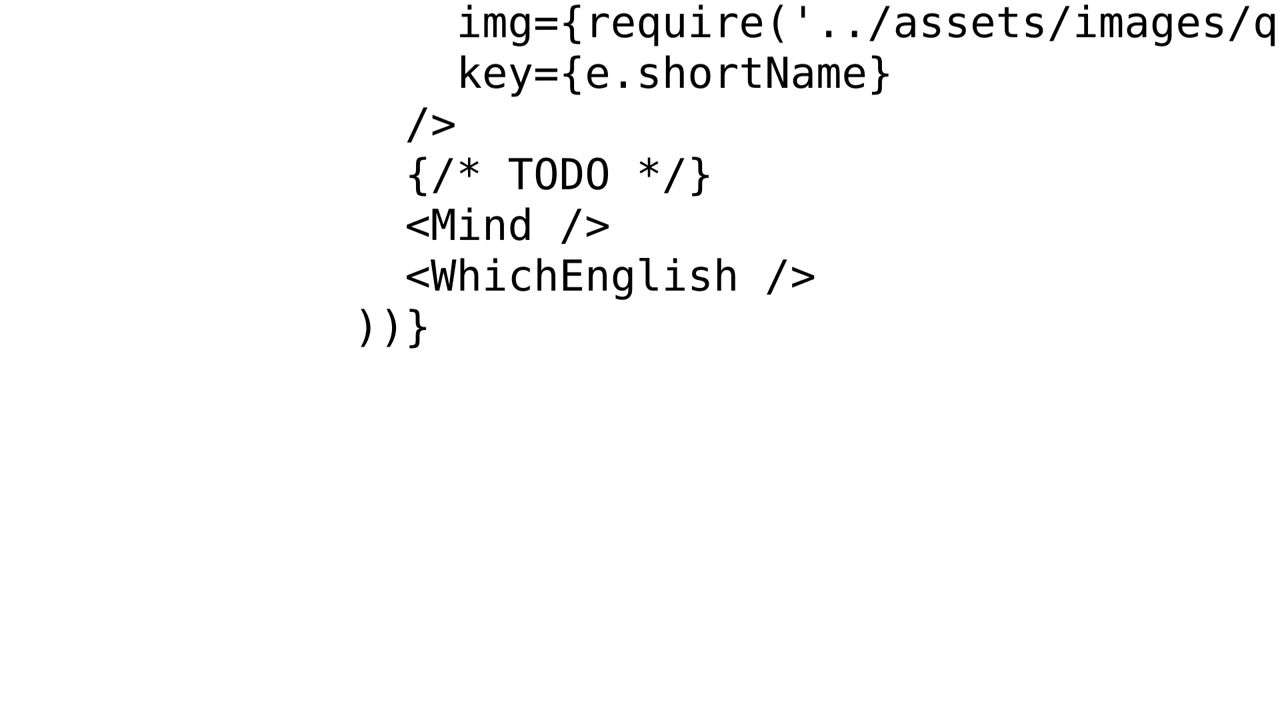 img={require('../assets/images/q
key={e.shortName}
/>
{/* TODO */}
<Mind />
<WhichEnglish />
))}